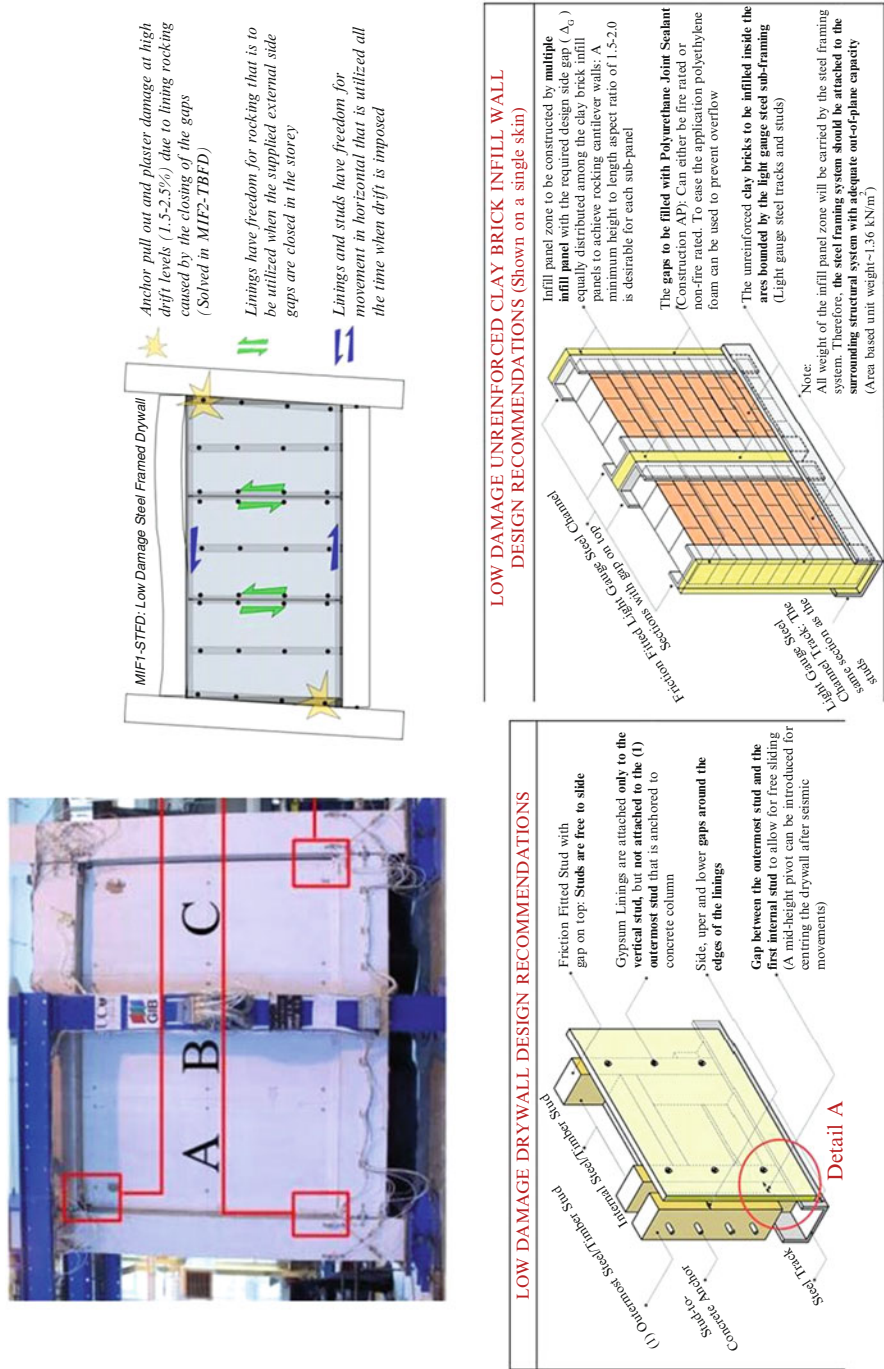 A
B
C
GIB
MIF1-STFD: Low Damage Steel Framed Drywall
Anchor pull out and plaster damage at high
drift levels (1.5-2.5%) due to lining rocking
caused by the closing of the gaps
(Solved in MIF2-TBFD)
Linings have freedom for rocking that is to
be utilized when the supplied external side
gaps are closed in the storey
Linings and studs have freedom for
movement in horizontal that is utilized all
the time when drift is imposed
LOW DAMAGE DRYWALL DESIGN RECOMMENDATIONS
(1) Outermost Steel/Timber Stud
Internal Steel/Timber Stud
Stud-to-
Concrete Anchor
Steel Track
Detail A
Friction Fitted Stud with
gap on top: Studs are free to slide
Gypsum Linings are attached only to the
vertical stud, but not attached to the (1)
outermost stud that is anchored to
concrete column
Side, uper and lower gaps around the
edges of the linings
Gap between the outermost stud and the
first internal stud to allow for free sliding
(A mid-height pivot can be introduced for
centring the drywall after seismic
movements)
LOW DAMAGE UNREINFORCED CLAY BRICK INFILL WALL
DESIGN RECOMMENDATIONS (Shown on a single skin)
Friction Fitted Light Gauge Steel Channel
Sections with gap on top
Light Gauge Steel
Channel Track: The
same section as the
studs
Infill panel zone to be constructed by multiple
infill panel with the required design side gap ( Δ_G )
equally distributed among the clay brick infill
panels to achieve rocking cantilever walls: A
minimum height to length aspect ratio of 1.5-2.0
is desirable for each sub-panel
The gaps to be filled with Polyurethane Joint Sealant
(Construction AP): Can either be fire rated or
non-fire rated. To ease the application polyethylene
foam can be used to prevent overflow
The unreinforced clay bricks to be infilled inside the
ares bounded by the light gauge steel sub-framing
(Light gauge steel tracks and studs)
Note:
All weight of the infill panel zone will be carried by the steel framing
system. Therefore, the steel framing system should be attached to the
surrounding structural system with adequate out-of-plane capacity
(Area based unit weight~1.36 kN/m²)